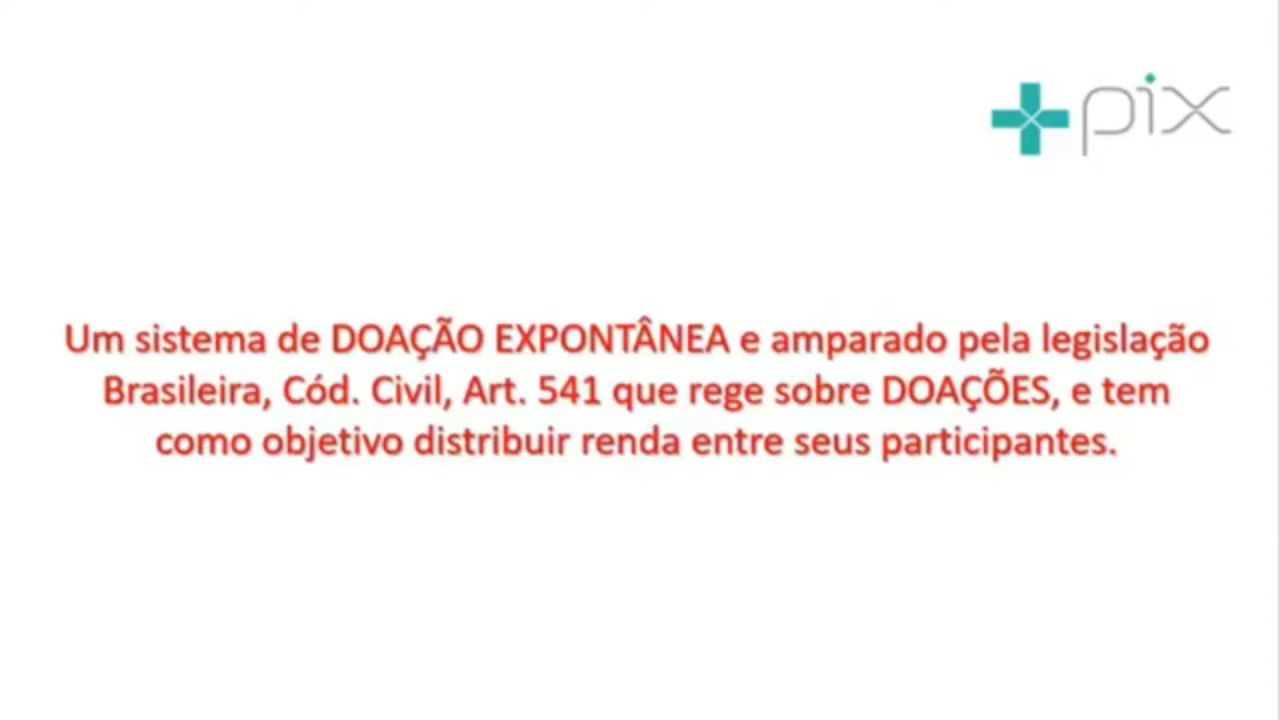 pix
Um sistema de DOAÇÃO EXPONTÂNEA e amparado pela legislação
Brasileira, Cód. Civil, Art. 541 que rege sobre DOAÇÕES, e tem
como objetivo distribuir renda entre seus participantes.